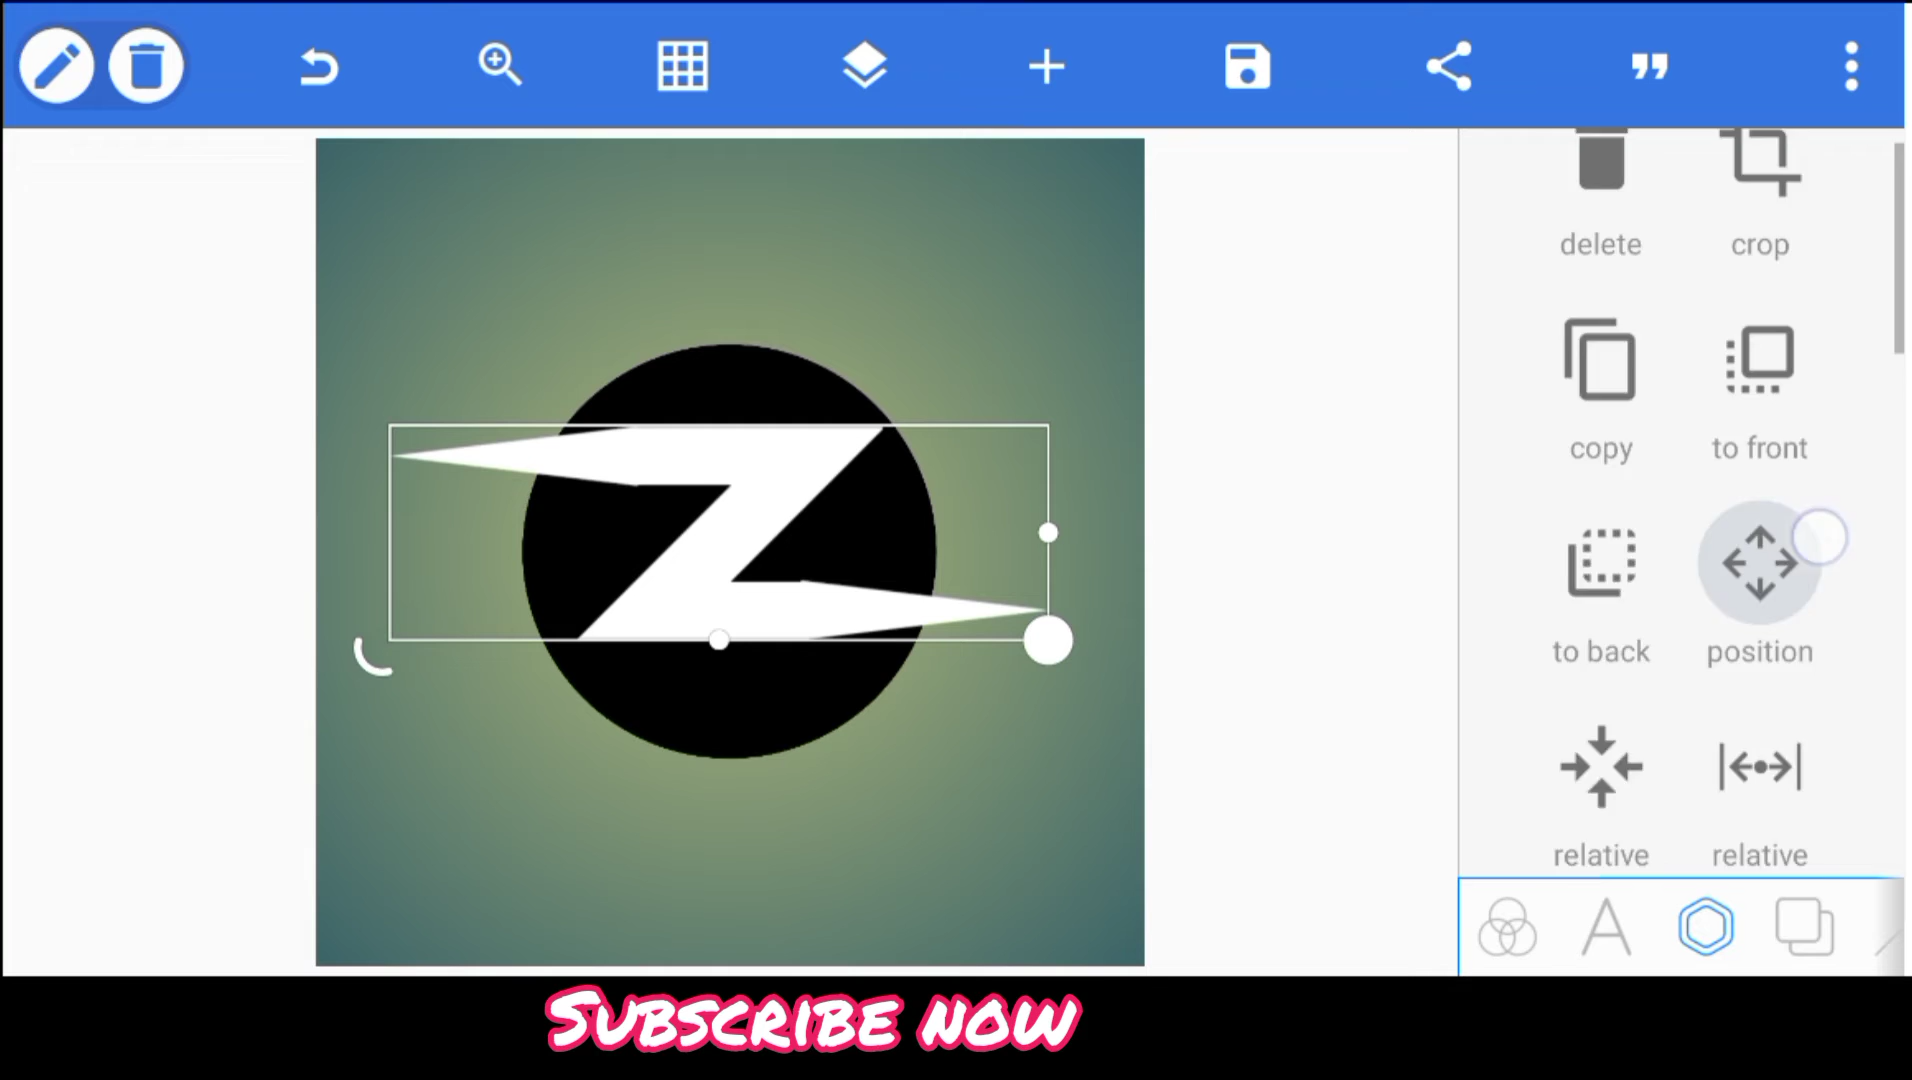 delete
crop
copy
to front
to back
position
relative
relative
Z
SUBSCRIBE NOW